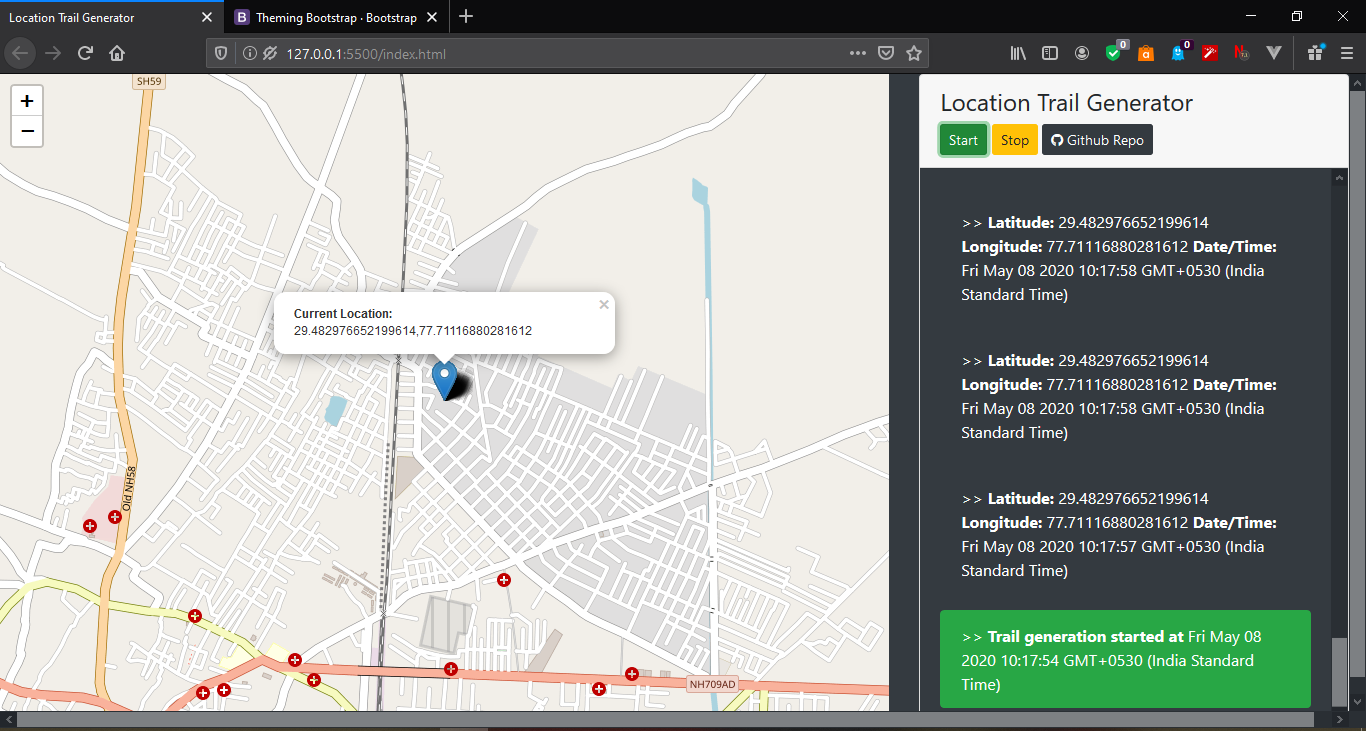 Location Trail Generator
Theming Bootstrap · Bootstrap
127.0.0.1:5500/index.html
0
0
+
−
SH59
Current Location:
29.482976652199614,77.71116880281612
Old NH58
NH709AD
Location Trail Generator
Start Stop Github Repo
>> Latitude: 29.482976652199614
Longitude: 77.71116880281612 Date/Time:
Fri May 08 2020 10:17:58 GMT+0530 (India
Standard Time)
>> Latitude: 29.482976652199614
Longitude: 77.71116880281612 Date/Time:
Fri May 08 2020 10:17:58 GMT+0530 (India
Standard Time)
>> Latitude: 29.482976652199614
Longitude: 77.71116880281612 Date/Time:
Fri May 08 2020 10:17:57 GMT+0530 (India
Standard Time)
>> Trail generation started at Fri May 08
2020 10:17:54 GMT+0530 (India Standard
Time)